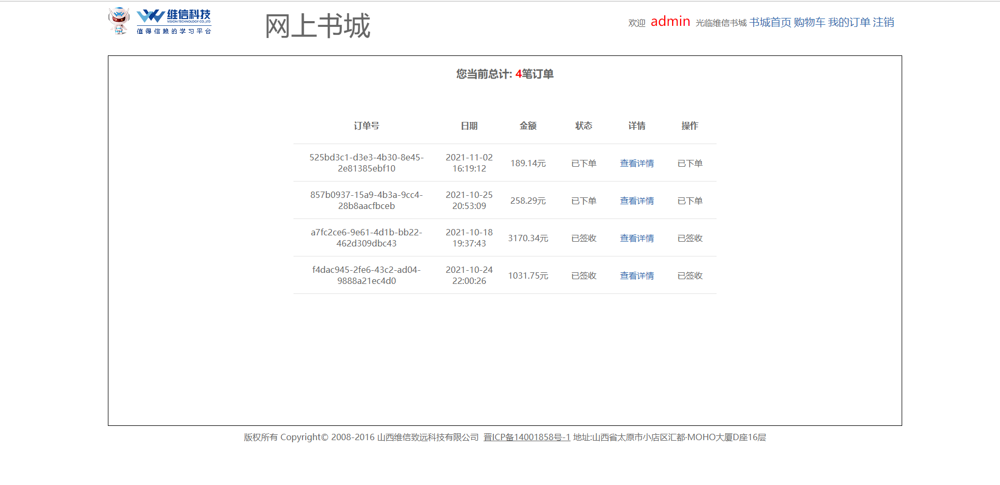 维信科技
VISION TECHNOLOGY CO.,LTD
值得信赖的学习平台
网上书城
欢迎 admin 光临维信书城 书城首页 购物车 我的订单 注销
您当前总计: 4笔订单
订单号 日期 金额 状态 详情 操作
525bd3c1-d3e3-4b30-8e45- 2021-11-02
189.14元 已下单 查看详情 已下单
2e81385ebf10 16:19:12
857b0937-15a9-4b3a-9cc4- 2021-10-25
258.29元 已下单 查看详情 已下单
28b8aacfbceb 20:53:09
a7fc2ce6-9e61-4d1b-bb22- 2021-10-18
3170.34元 已签收 查看详情 已签收
462d309dbc43 19:37:43
f4dac945-2fe6-43c2-ad04- 2021-10-24
1031.75元 已签收 查看详情 已签收
9888a21ec4d0 22:00:26
版权所有 Copyright© 2008-2016 山西维信致远科技有限公司 晋ICP备14001858号-1 地址:山西省太原市小店区汇都·MOHO大厦D座16层